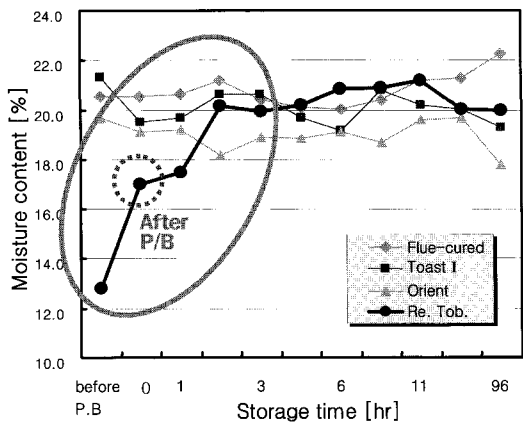 24.0
22.0
20.0
18.0
16.0
14.0
12.0
10.0
Moisture content [%]
After
P/B
Flue-cured
Toast I
Orient
Re. Tob.
before
P.B
0 1 3 6 11 96
Storage time [hr]